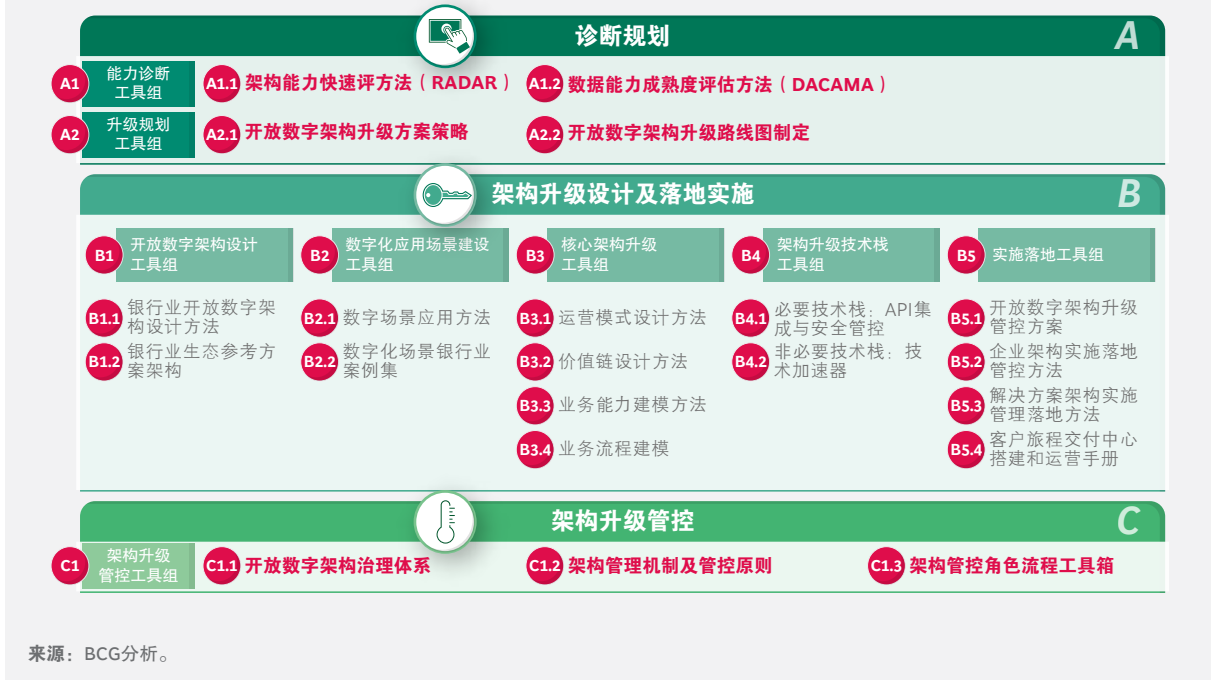 诊断规划
A
A1
能力诊断
工具组
A1.1 架构能力快速评方法（RADAR）
A1.2 数据能力成熟度评估方法（DACAMA）
A2
升级规划
工具组
A2.1 开放数字架构升级方案策略
A2.2 开放数字架构升级路线图制定
架构升级设计及落地实施
B
B1
开放数字架构设计
工具组
B1.1
银行业开放数字架
构设计方法
B1.2
银行业生态参考方
案架构
B2
数字化应用场景建设
工具组
B2.1 数字场景应用方法
B2.2
数字化场景银行业
案例集
B3
核心架构升级
工具组
B3.1 运营模式设计方法
B3.2 价值链设计方法
B3.3 业务能力建模方法
B3.4 业务流程建模
B4
架构升级技术栈
工具组
B4.1
必要技术栈：API集
成与安全管控
B4.2
非必要技术栈：技
术加速器
B5 实施落地工具组
B5.1
开放数字架构升级
管控方案
B5.2
企业架构实施落地
管控方法
B5.3
解决方案架构实施
管理落地方法
B5.4
客户旅程交付中心
搭建和运营手册
架构升级管控
C
C1
架构升级
管控工具组
C1.1 开放数字架构治理体系
C1.2 架构管理机制及管控原则
C1.3 架构管控角色流程工具箱
来源：BCG分析。